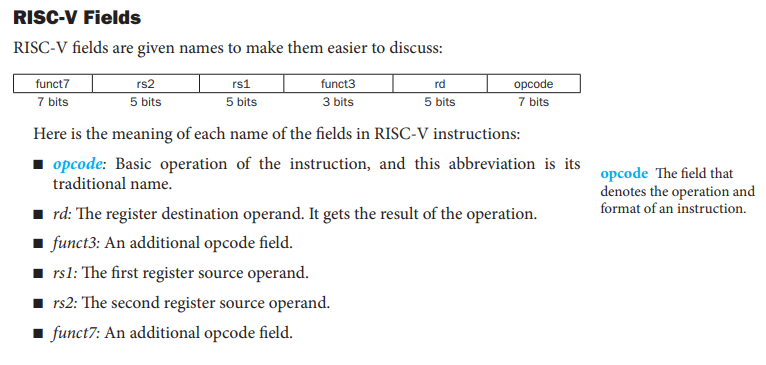 RISC-V Fields
RISC-V fields are given names to make them easier to discuss:
funct7 rs2 rs1 funct3 rd opcode
7 bits 5 bits 5 bits 3 bits 5 bits 7 bits
Here is the meaning of each name of the fields in RISC-V instructions:
■ opcode: Basic operation of the instruction, and this abbreviation is its
traditional name.
■ rd: The register destination operand. It gets the result of the operation.
■ funct3: An additional opcode field.
■ rs1: The first register source operand.
■ rs2: The second register source operand.
■ funct7: An additional opcode field.
opcode The field that
denotes the operation and
format of an instruction.